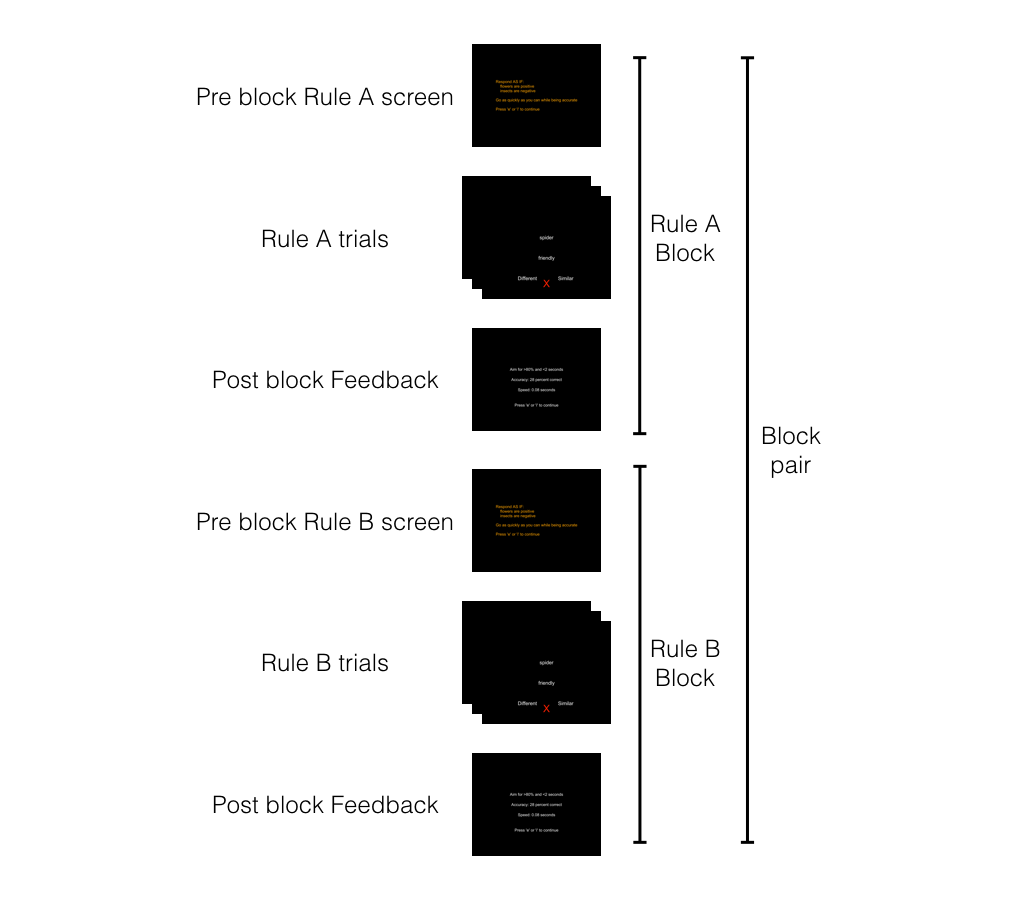 Pre block Rule A screen
Respond AS IF:
flowers are positive
insects are negative
Go as quickly as you can while being accurate
Press 'e' or 'i' to continue
Rule A trials
spider
friendly
Different
Similar
X
Rule A
Block
Post block Feedback
Aim for >80% and <2 seconds
Accuracy: 28 percent correct
Speed: 0.08 seconds
Press 'e' or 'i' to continue
Block
pair
Pre block Rule B screen
Respond AS IF:
flowers are positive
insects are negative
Go as quickly as you can while being accurate
Press 'e' or 'i' to continue
Rule B trials
spider
friendly
Different
Similar
X
Rule B
Block
Post block Feedback
Aim for >80% and <2 seconds
Accuracy: 28 percent correct
Speed: 0.08 seconds
Press 'e' or 'i' to continue